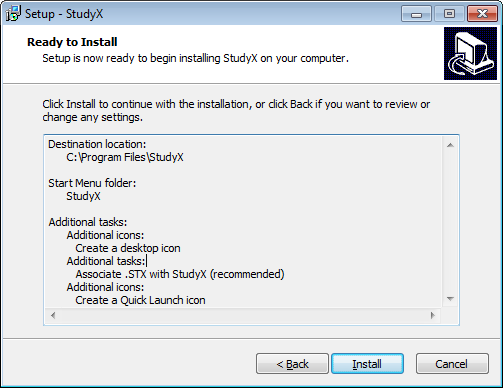 Setup - StudyX
Ready to Install
Setup is now ready to begin installing StudyX on your computer.
Click Install to continue with the installation, or click Back if you want to review or
change any settings.
Destination location:
C:\Program Files\StudyX
Start Menu folder:
StudyX
Additional tasks:
Additional icons:
Create a desktop icon
Additional tasks:
Associate .STX with StudyX (recommended)
Additional icons:
Create a Quick Launch icon
< Back
Install
Cancel